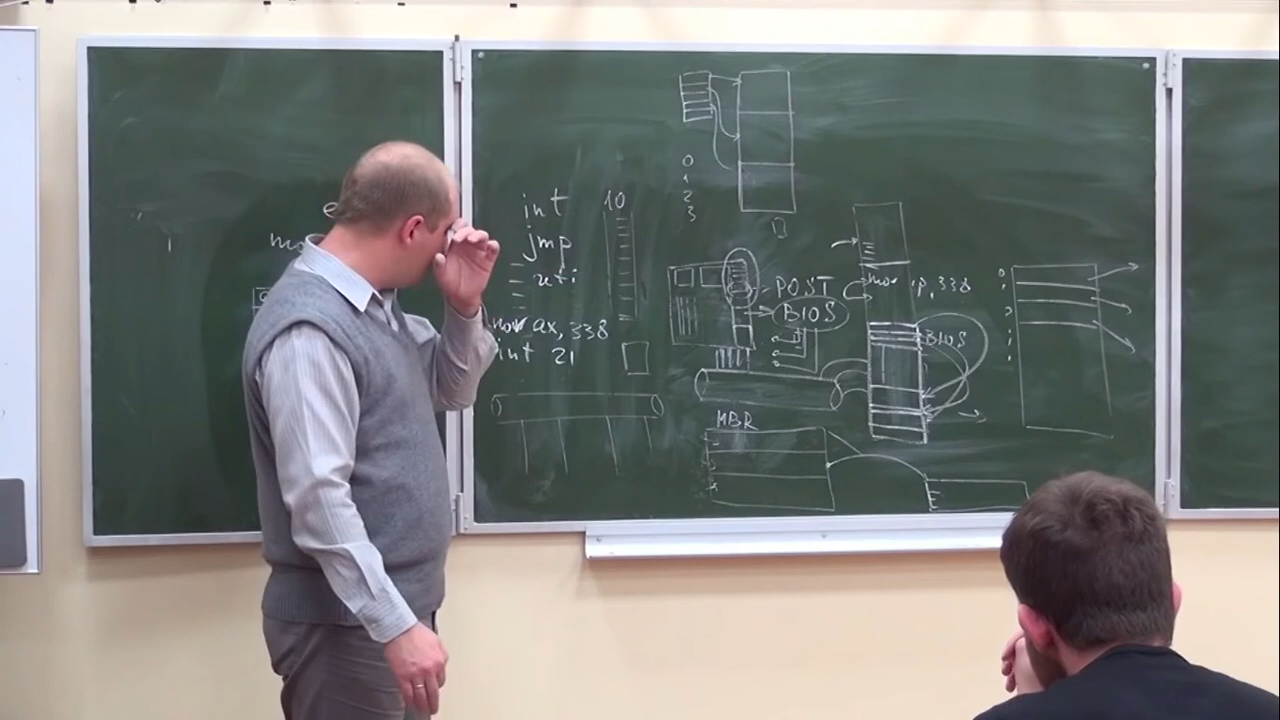 int 10
jmp
reti
mov ax, 338
int 21
0
1
2
3
POST
BIOS
MBR
mov ip, 338
BIOS